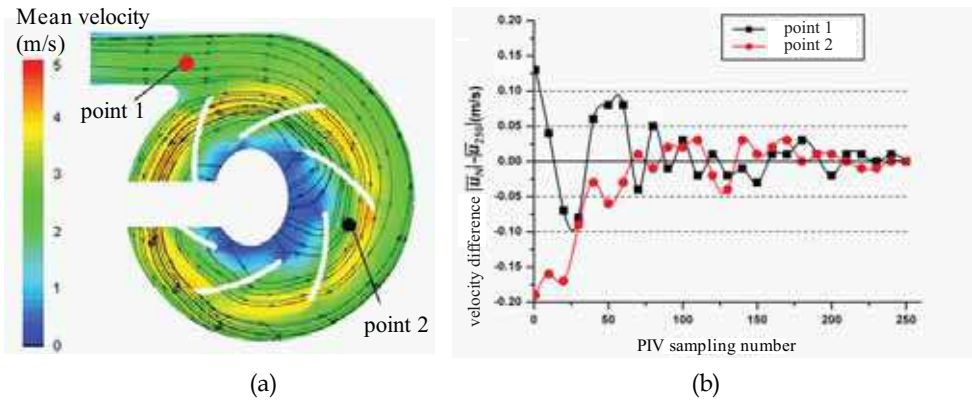 Mean velocity
(m/s)
5
4
3
2
1
0
point 1
point 2
(a)
velocity difference |u̅_N|-|u̅_250|(m/s)
0.20
0.15
0.10
0.05
0.00
-0.05
-0.10
-0.15
-0.20
point 1
point 2
0 50 100 150 200 250
PIV sampling number
(b)